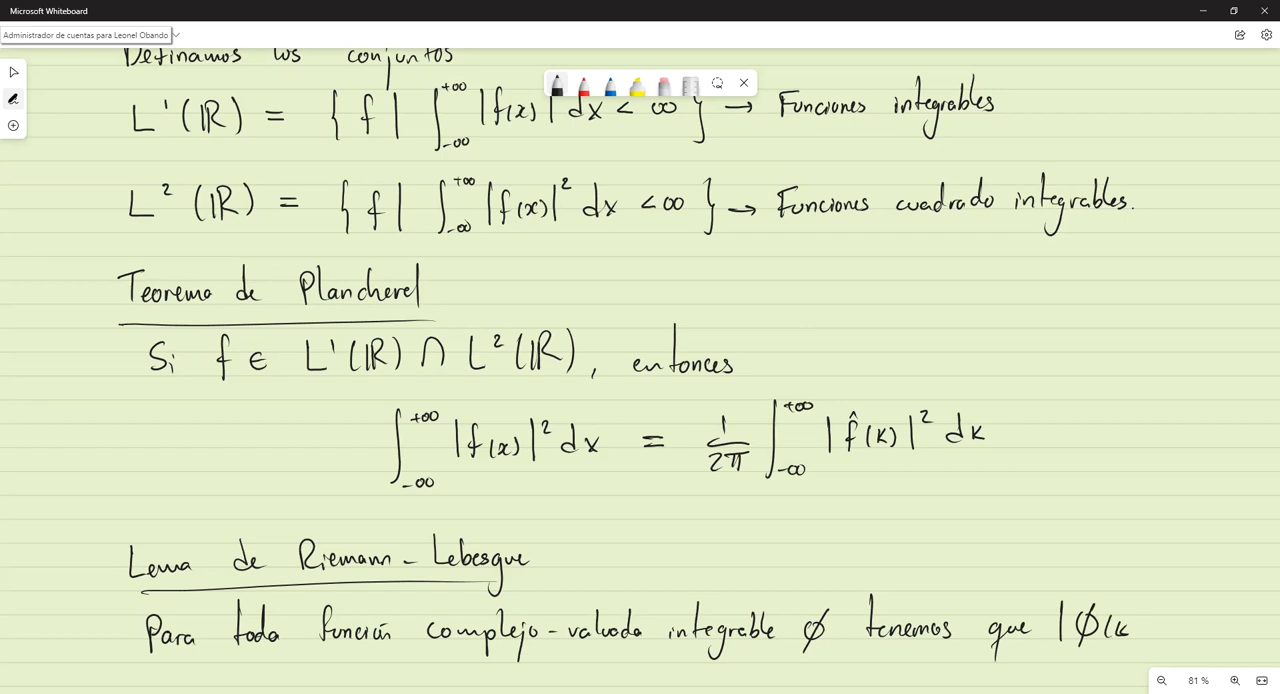 Microsoft Whiteboard
Administrador de cuentas para Leonel Obando
Definamos los conjuntos
L¹(ℝ) = { f | ∫_{-∞}^{+∞} |f(x)| dx < ∞ } → Funciones integrables
L²(ℝ) = { f | ∫_{-∞}^{+∞} |f(x)|² dx < ∞ } → Funciones cuadrado integrables.
Teorema de Plancherel
Si f ∈ L¹(ℝ) ∩ L²(ℝ), entonces
∫_{-∞}^{+∞} |f(x)|² dx = 1/2π ∫_{-∞}^{+∞} |f̂(k)|² dk
Lema de Riemann-Lebesgue
Para toda función complejo-valuada integrable ϕ tenemos que |ϕ(k
81 %